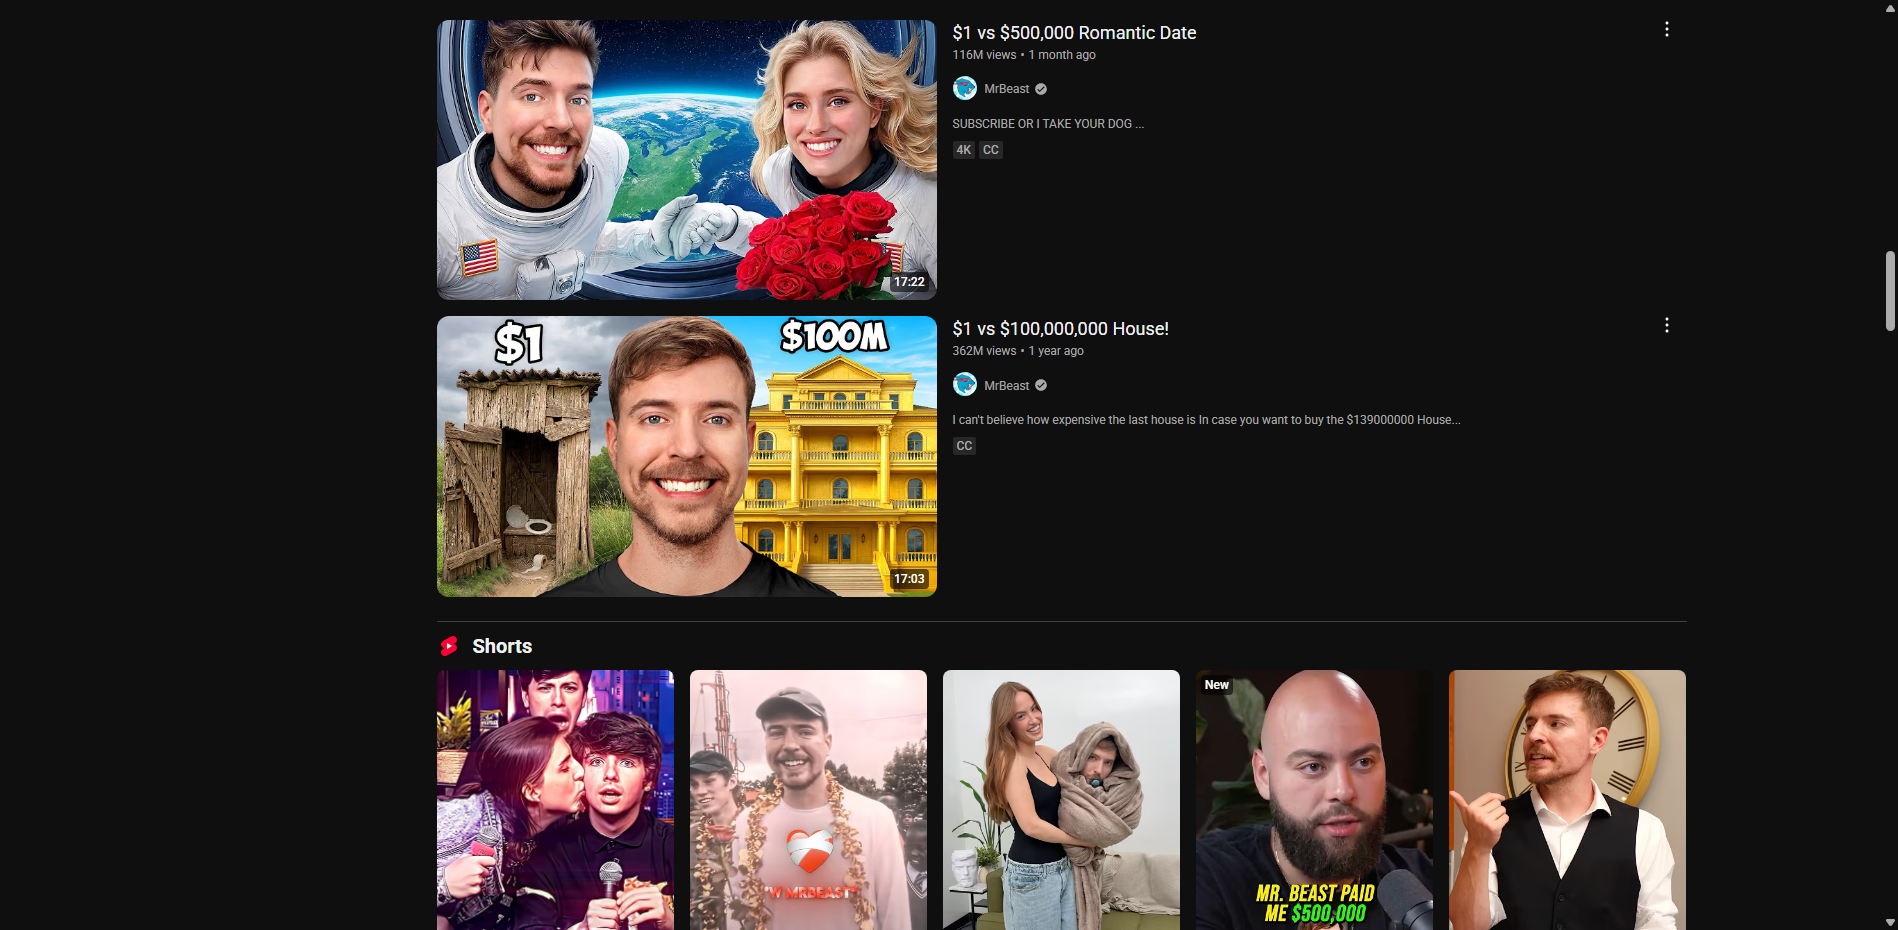 $1 vs $500,000 Romantic Date
116M views • 1 month ago
MrBeast
SUBSCRIBE OR I TAKE YOUR DOG ...
4K CC
17:22
$1 $100M
$1 vs $100,000,000 House!
362M views • 1 year ago
MrBeast
I can't believe how expensive the last house is In case you want to buy the $139000000 House...
CC
17:03
Shorts
"W MRBEAST"
New
MR. BEAST PAID
ME $500,000